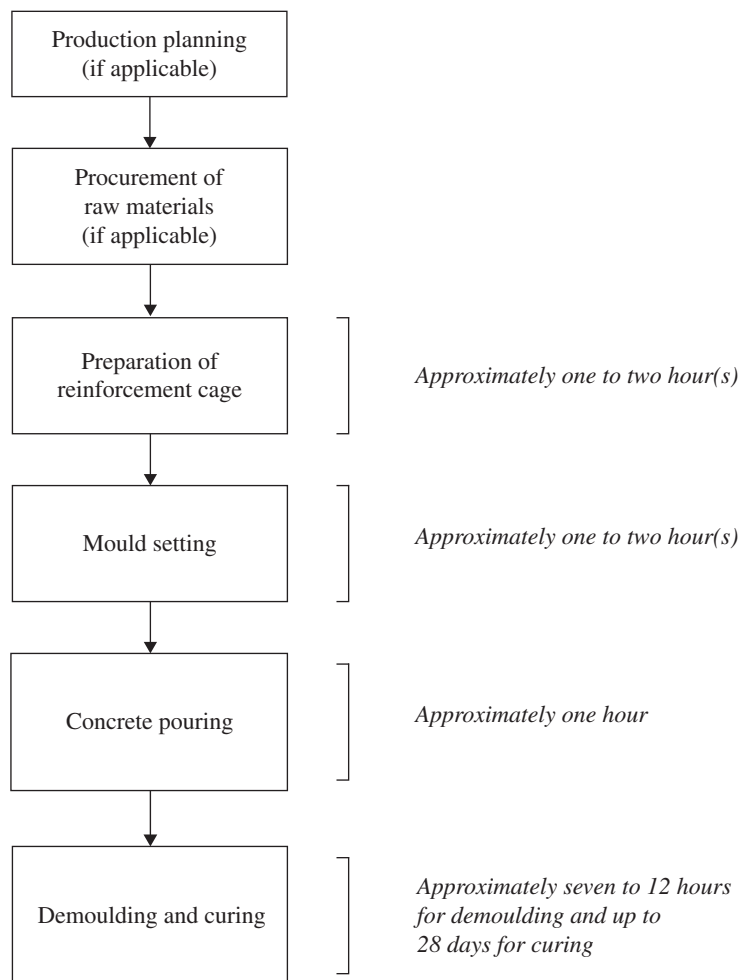 Production planning
(if applicable)
Procurement of
raw materials
(if applicable)
Preparation of
reinforcement cage
Approximately one to two hour(s)
Mould setting
Approximately one to two hour(s)
Concrete pouring
Approximately one hour
Demoulding and curing
Approximately seven to 12 hours
for demoulding and up to
28 days for curing